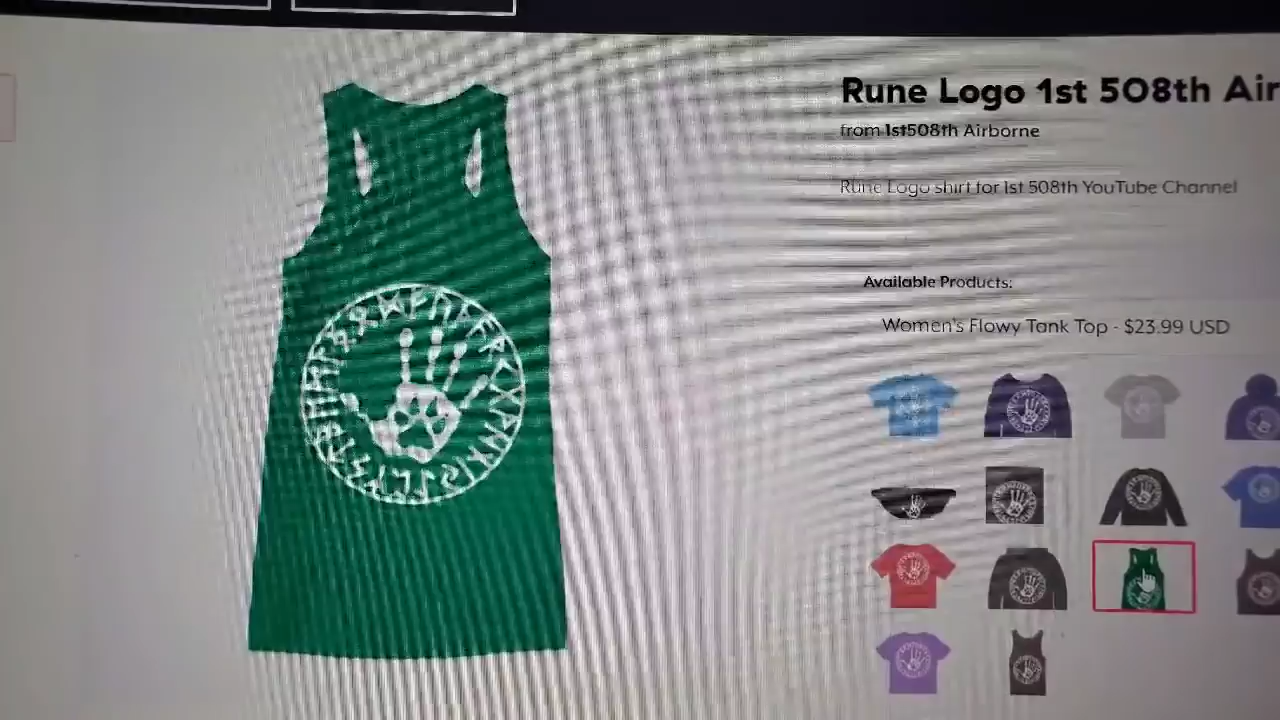 Rune Logo 1st 508th Air
from 1st508th Airborne
Rune Logo shirt for 1st 508th YouTube Channel
Available Products:
Women's Flowy Tank Top - $23.99 USD